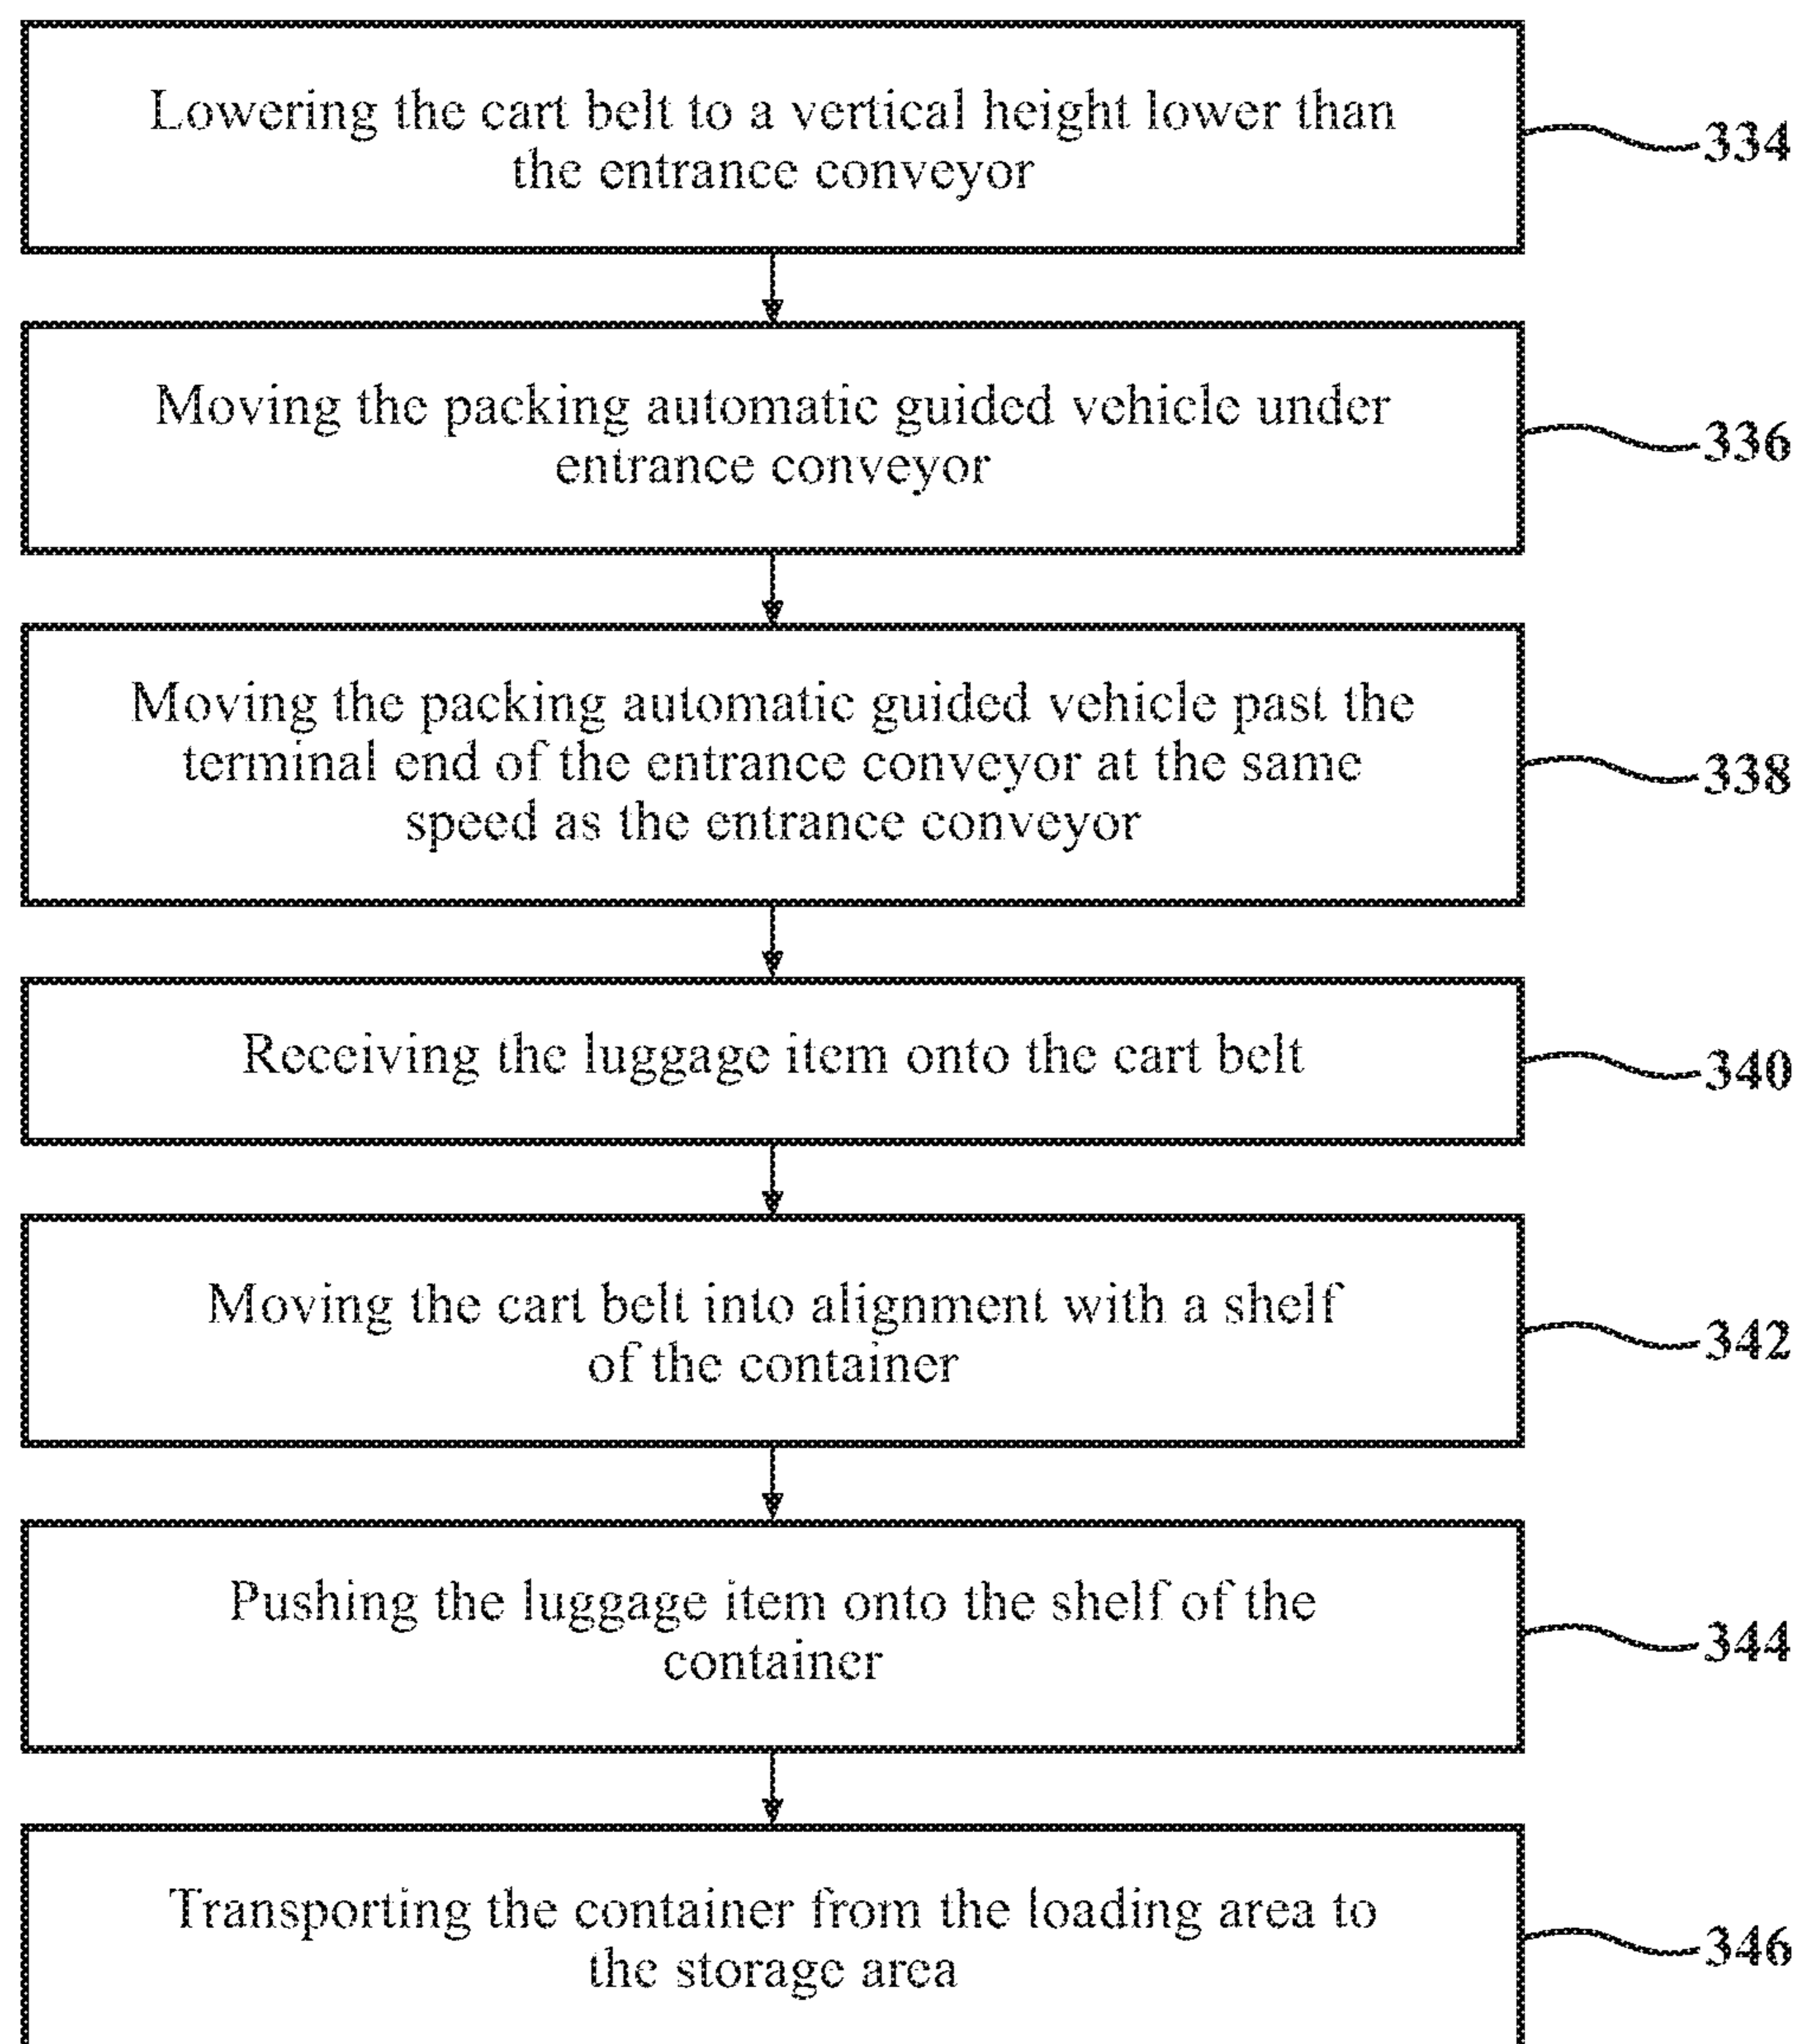 Lowering the cart belt to a vertical height lower than
the entrance conveyor
334
Moving the packing automatic guided vehicle under
entrance conveyor
336
Moving the packing automatic guided vehicle past the
terminal end of the entrance conveyor at the same
speed as the entrance conveyor
338
Receiving the luggage item onto the cart belt
340
Moving the cart belt into alignment with a shelf
of the container
342
Pushing the luggage item onto the shelf of the
container
344
Transporting the container from the loading area to
the storage area
346